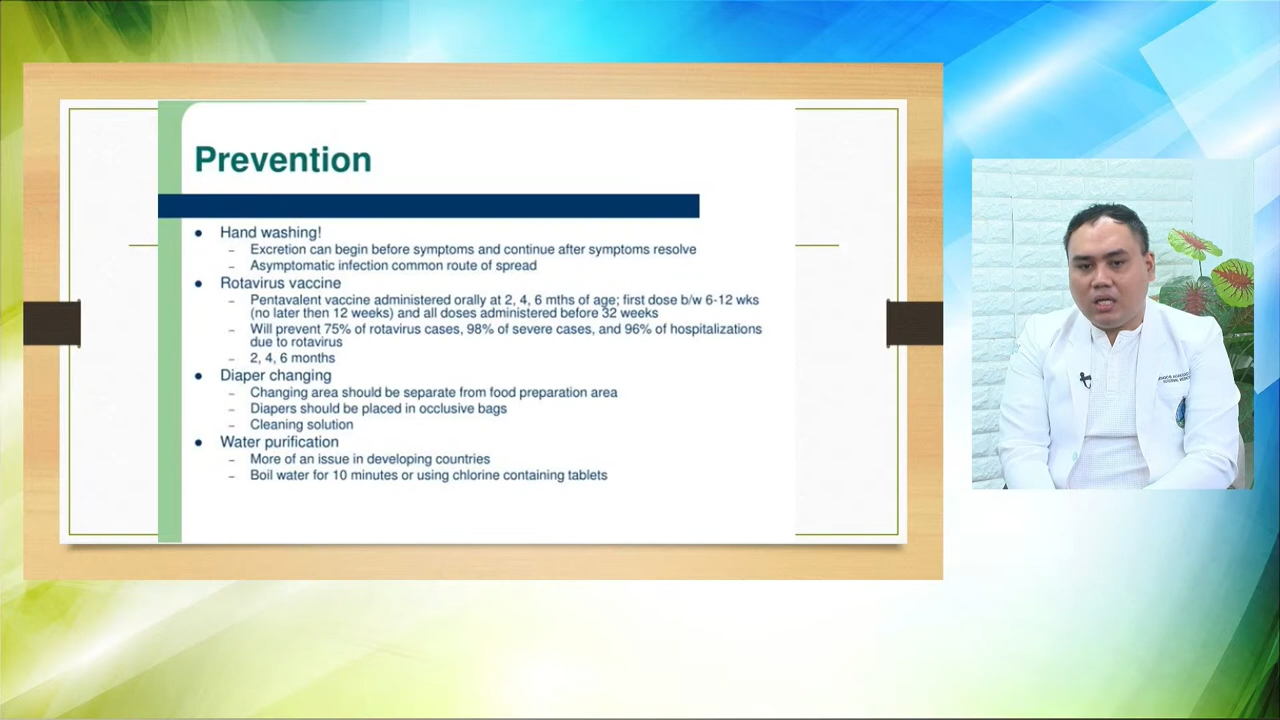 Prevention
● Hand washing!
– Excretion can begin before symptoms and continue after symptoms resolve
– Asymptomatic infection common route of spread
● Rotavirus vaccine
– Pentavalent vaccine administered orally at 2, 4, 6 mths of age; first dose b/w 6-12 wks
(no later then 12 weeks) and all doses administered before 32 weeks
– Will prevent 75% of rotavirus cases, 98% of severe cases, and 96% of hospitalizations
due to rotavirus
– 2, 4, 6 months
● Diaper changing
– Changing area should be separate from food preparation area
– Diapers should be placed in occlusive bags
– Cleaning solution
● Water purification
– More of an issue in developing countries
– Boil water for 10 minutes or using chlorine containing tablets